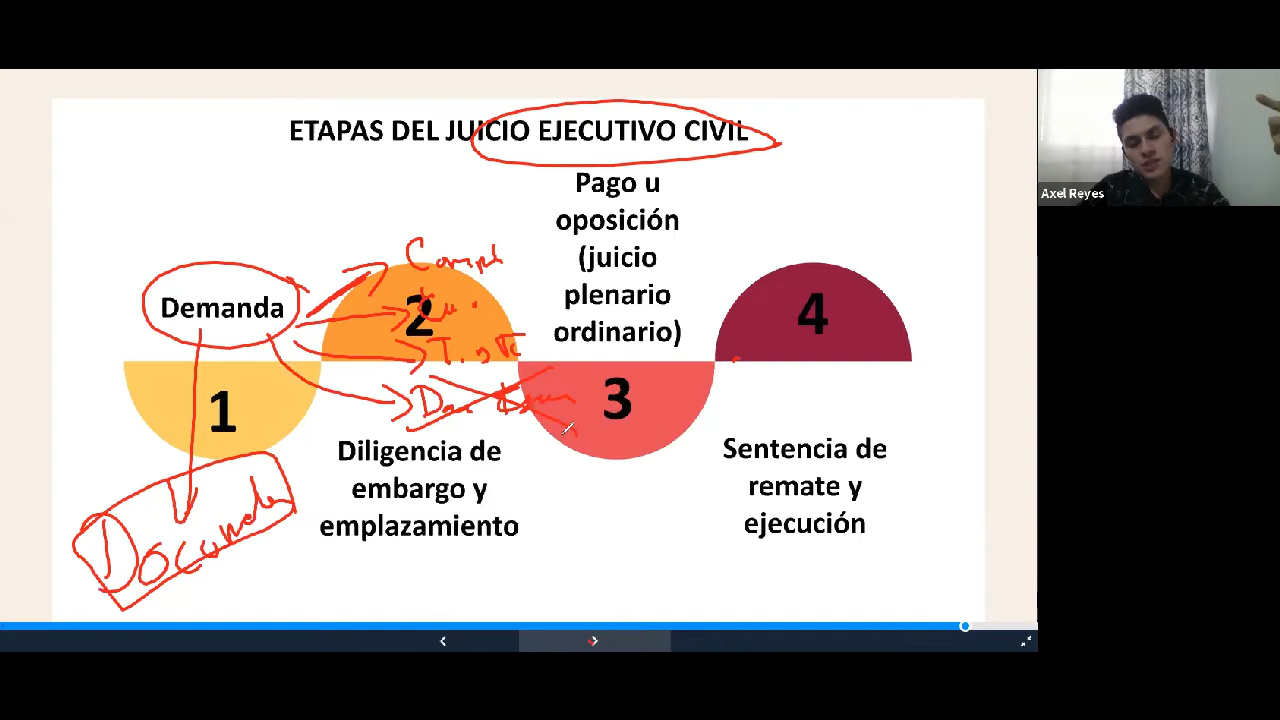 ETAPAS DEL JUICIO EJECUTIVO CIVIL
Axel Reyes
Demanda
1
2
Diligencia de
embargo y
emplazamiento
Pago u
oposición
(juicio
plenario
ordinario)
3
4
Sentencia de
remate y
ejecución